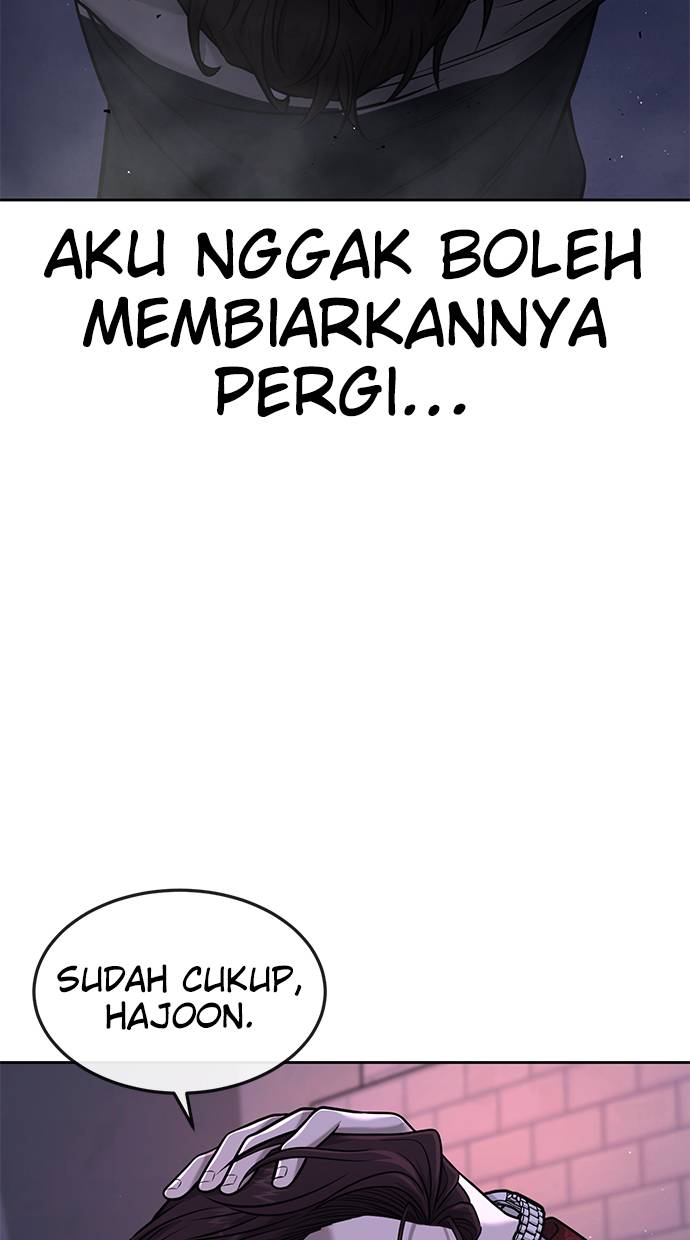 AKU NGGAK BOLEH
MEMBIARKANNYA
PERGI...
SUDAH CUKUP,
HAJOON.